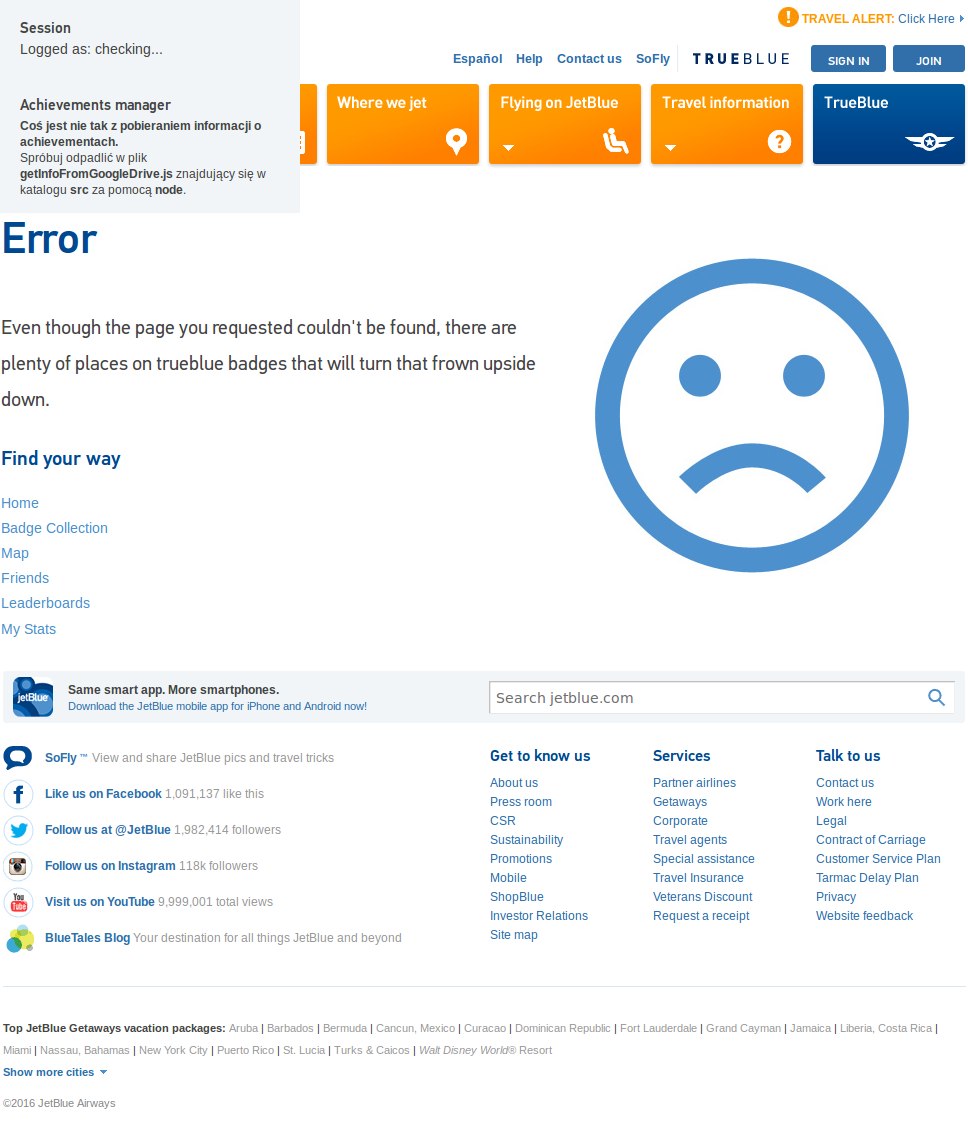 Session
Logged as: checking...
Achievements manager
Coś jest nie tak z pobieraniem informacji o
achievementach.
Spróbuj odpadlić w plik
getInfoFromGoogleDrive.js znajdujący się w
katalogu src za pomocą node.
TRAVEL ALERT: Click Here
Español Help Contact us SoFly TRUEBLUE SIGN IN JOIN
Where we jet Flying on JetBlue Travel information TrueBlue
Error
Even though the page you requested couldn't be found, there are
plenty of places on trueblue badges that will turn that frown upside
down.
Find your way
Home
Badge Collection
Map
Friends
Leaderboards
My Stats
jetBlue
Same smart app. More smartphones.
Download the JetBlue mobile app for iPhone and Android now!
Search jetblue.com
SoFly ™ View and share JetBlue pics and travel tricks
Like us on Facebook 1,091,137 like this
Follow us at @JetBlue 1,982,414 followers
Follow us on Instagram 118k followers
You
Tube
Visit us on YouTube 9,999,001 total views
BlueTales Blog Your destination for all things JetBlue and beyond
Get to know us
About us
Press room
CSR
Sustainability
Promotions
Mobile
ShopBlue
Investor Relations
Site map
Services
Partner airlines
Getaways
Corporate
Travel agents
Special assistance
Travel Insurance
Veterans Discount
Request a receipt
Talk to us
Contact us
Work here
Legal
Contract of Carriage
Customer Service Plan
Tarmac Delay Plan
Privacy
Website feedback
Top JetBlue Getaways vacation packages: Aruba | Barbados | Bermuda | Cancun, Mexico | Curacao | Dominican Republic | Fort Lauderdale | Grand Cayman | Jamaica | Liberia, Costa Rica |
Miami | Nassau, Bahamas | New York City | Puerto Rico | St. Lucia | Turks & Caicos | Walt Disney World® Resort
Show more cities
©2016 JetBlue Airways